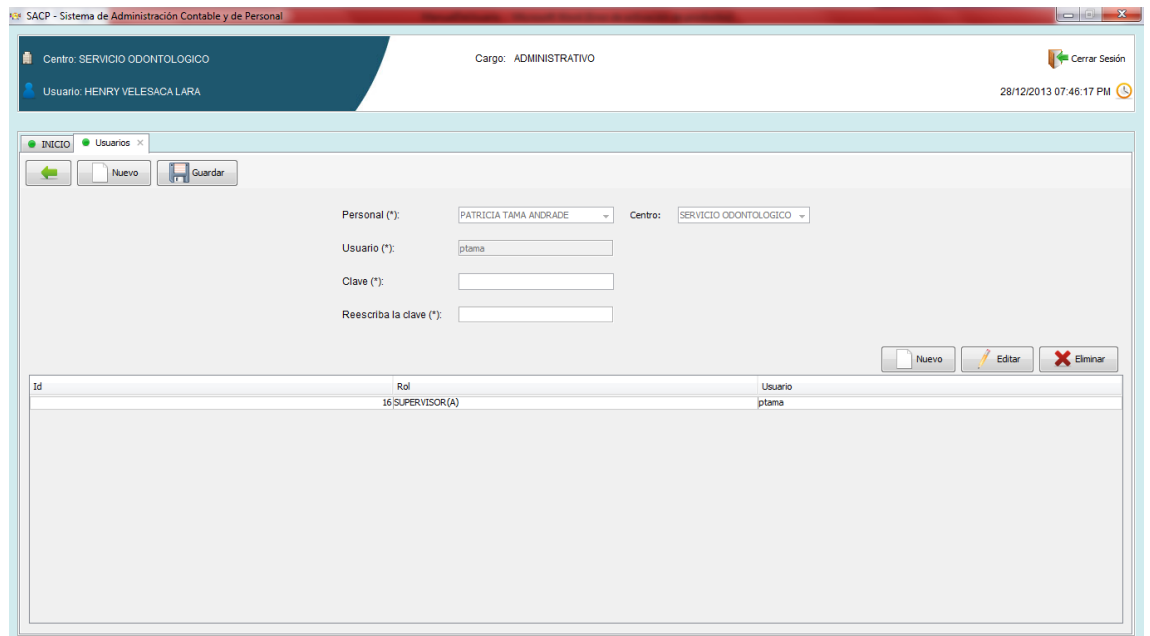 SACP - Sistema de Administración Contable y de Personal
Centro: SERVICIO ODONTOLOGICO
Cargo: ADMINISTRATIVO
Cerrar Sesión
Usuario: HENRY VELESACA LARA
28/12/2013 07:46:17 PM
INICIO Usuarios
Nuevo Guardar
Personal (*): PATRICIA TAMA ANDRADE Centro: SERVICIO ODONTOLOGICO
Usuario (*): ptama
Clave (*):
Reescriba la clave (*):
Nuevo Editar Eliminar
Id Rol Usuario
16 SUPERVISOR(A) ptama